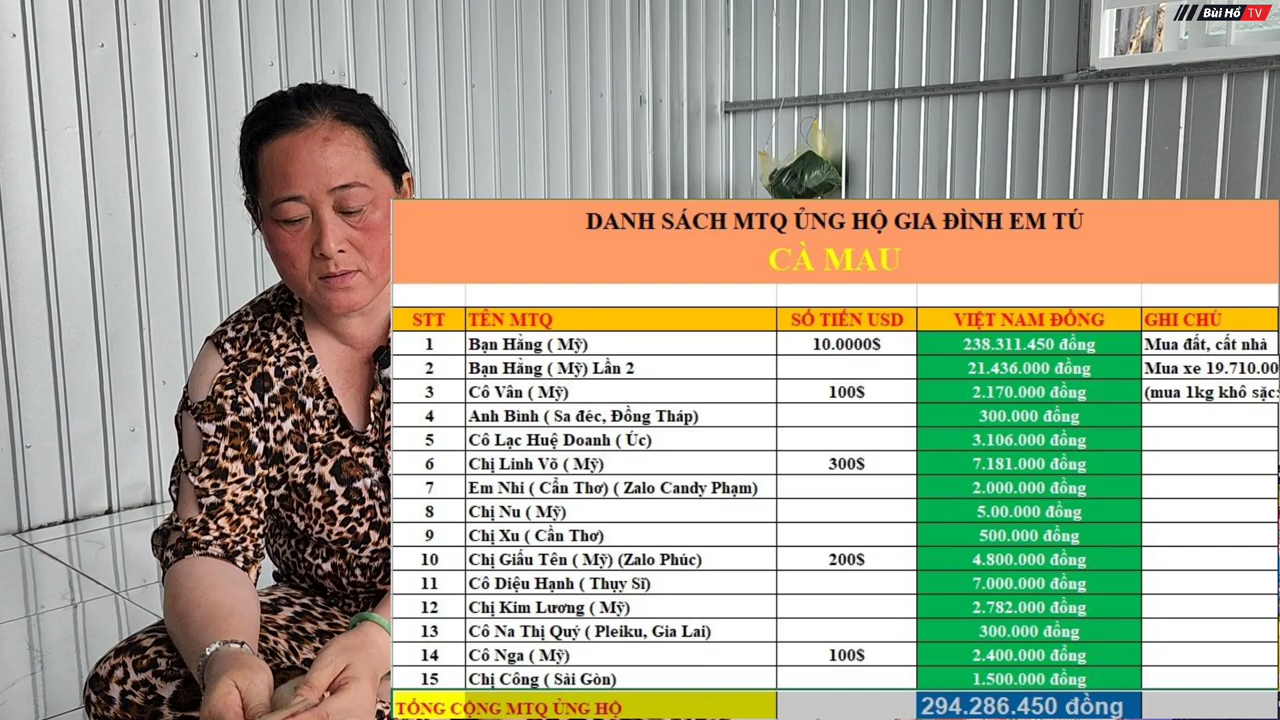 Bùi Hồ TV
DANH SÁCH MTQ ỦNG HỘ GIA ĐÌNH EM TÚ
CÀ MAU
STT TÊN MTQ SỐ TIỀN USD VIỆT NAM ĐỒNG GHI CHÚ
1 Bạn Hằng ( Mỹ) 10.0000$ 238.311.450 đồng Mua đất, cất nhà
2 Bạn Hằng ( Mỹ) Lần 2 21.436.000 đồng Mua xe 19.710.00
3 Cô Vân ( Mỹ) 100$ 2.170.000 đồng (mua 1kg khô sặc:
4 Anh Bình ( Sa đéc, Đồng Tháp) 300.000 đồng
5 Cô Lạc Huệ Doanh ( Úc) 3.106.000 đồng
6 Chị Linh Võ ( Mỹ) 300$ 7.181.000 đồng
7 Em Nhi ( Cần Thơ) ( Zalo Candy Phạm) 2.000.000 đồng
8 Chị Nu ( Mỹ) 5.00.000 đồng
9 Chị Xu ( Cần Thơ) 500.000 đồng
10 Chị Giấu Tên ( Mỹ) (Zalo Phúc) 200$ 4.800.000 đồng
11 Cô Diệu Hạnh ( Thụy Sĩ) 7.000.000 đồng
12 Chị Kim Lương ( Mỹ) 2.782.000 đồng
13 Cô Na Thị Quý ( Pleiku, Gia Lai) 300.000 đồng
14 Cô Nga ( Mỹ) 100$ 2.400.000 đồng
15 Chị Công ( Sài Gòn) 1.500.000 đồng
TỔNG CỘNG MTQ ỦNG HỘ 294.286.450 đồng